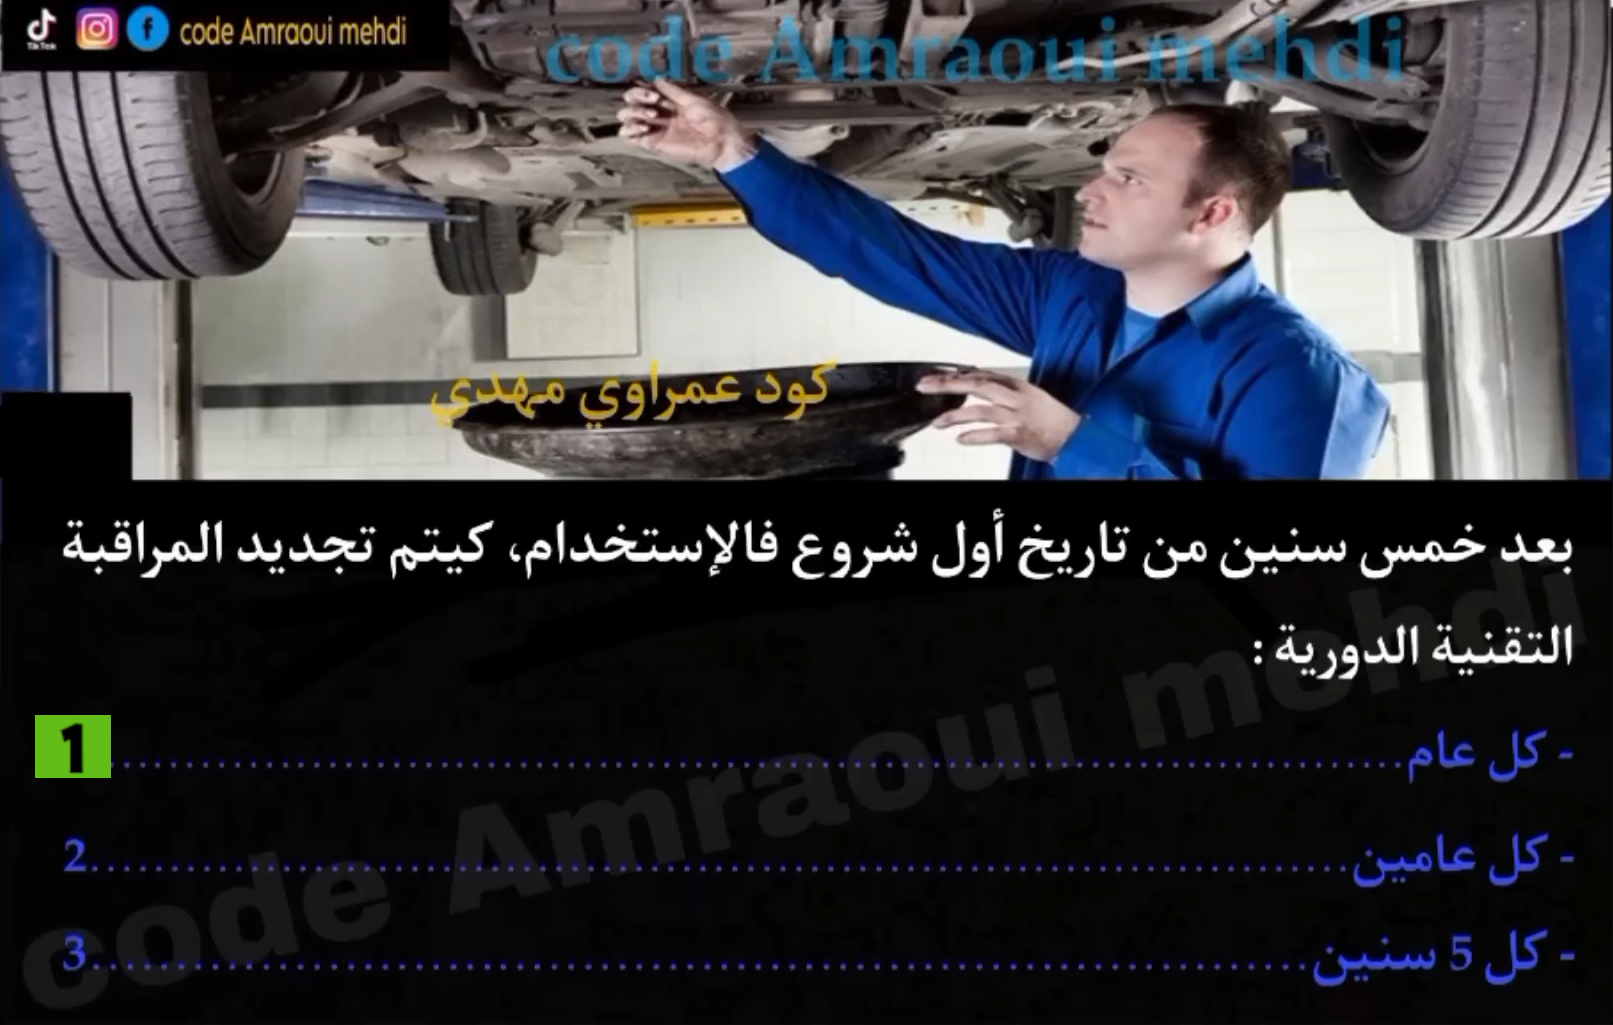 TikTok
code Amraoui mehdi
code Amraoui mehdi
كود عمراوي مهدي
بعد خمس سنين من تاريخ أول شروع فالإستخدام، كيتم تجديد المراقبة
التقنية الدورية :
- كل عام.......................................................................1
- كل عامين.......................................................................2
- كل 5 سنين.......................................................................3
code Amraoui mehdi